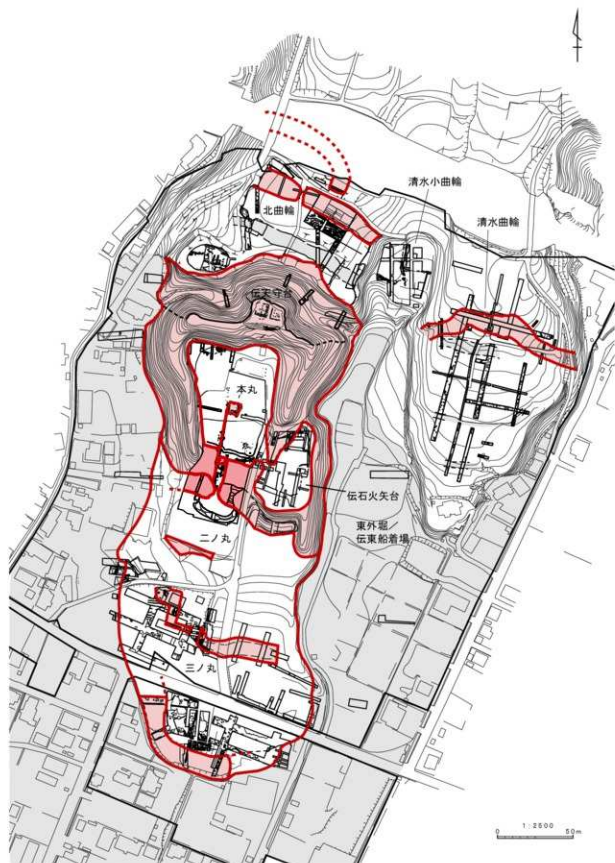 清水小曲輪
清水曲輪
北曲輪
伝天守台
本丸
伝石火矢台
東外堀/
伝東船着場
二ノ丸
三ノ丸
1:2500
0 50m